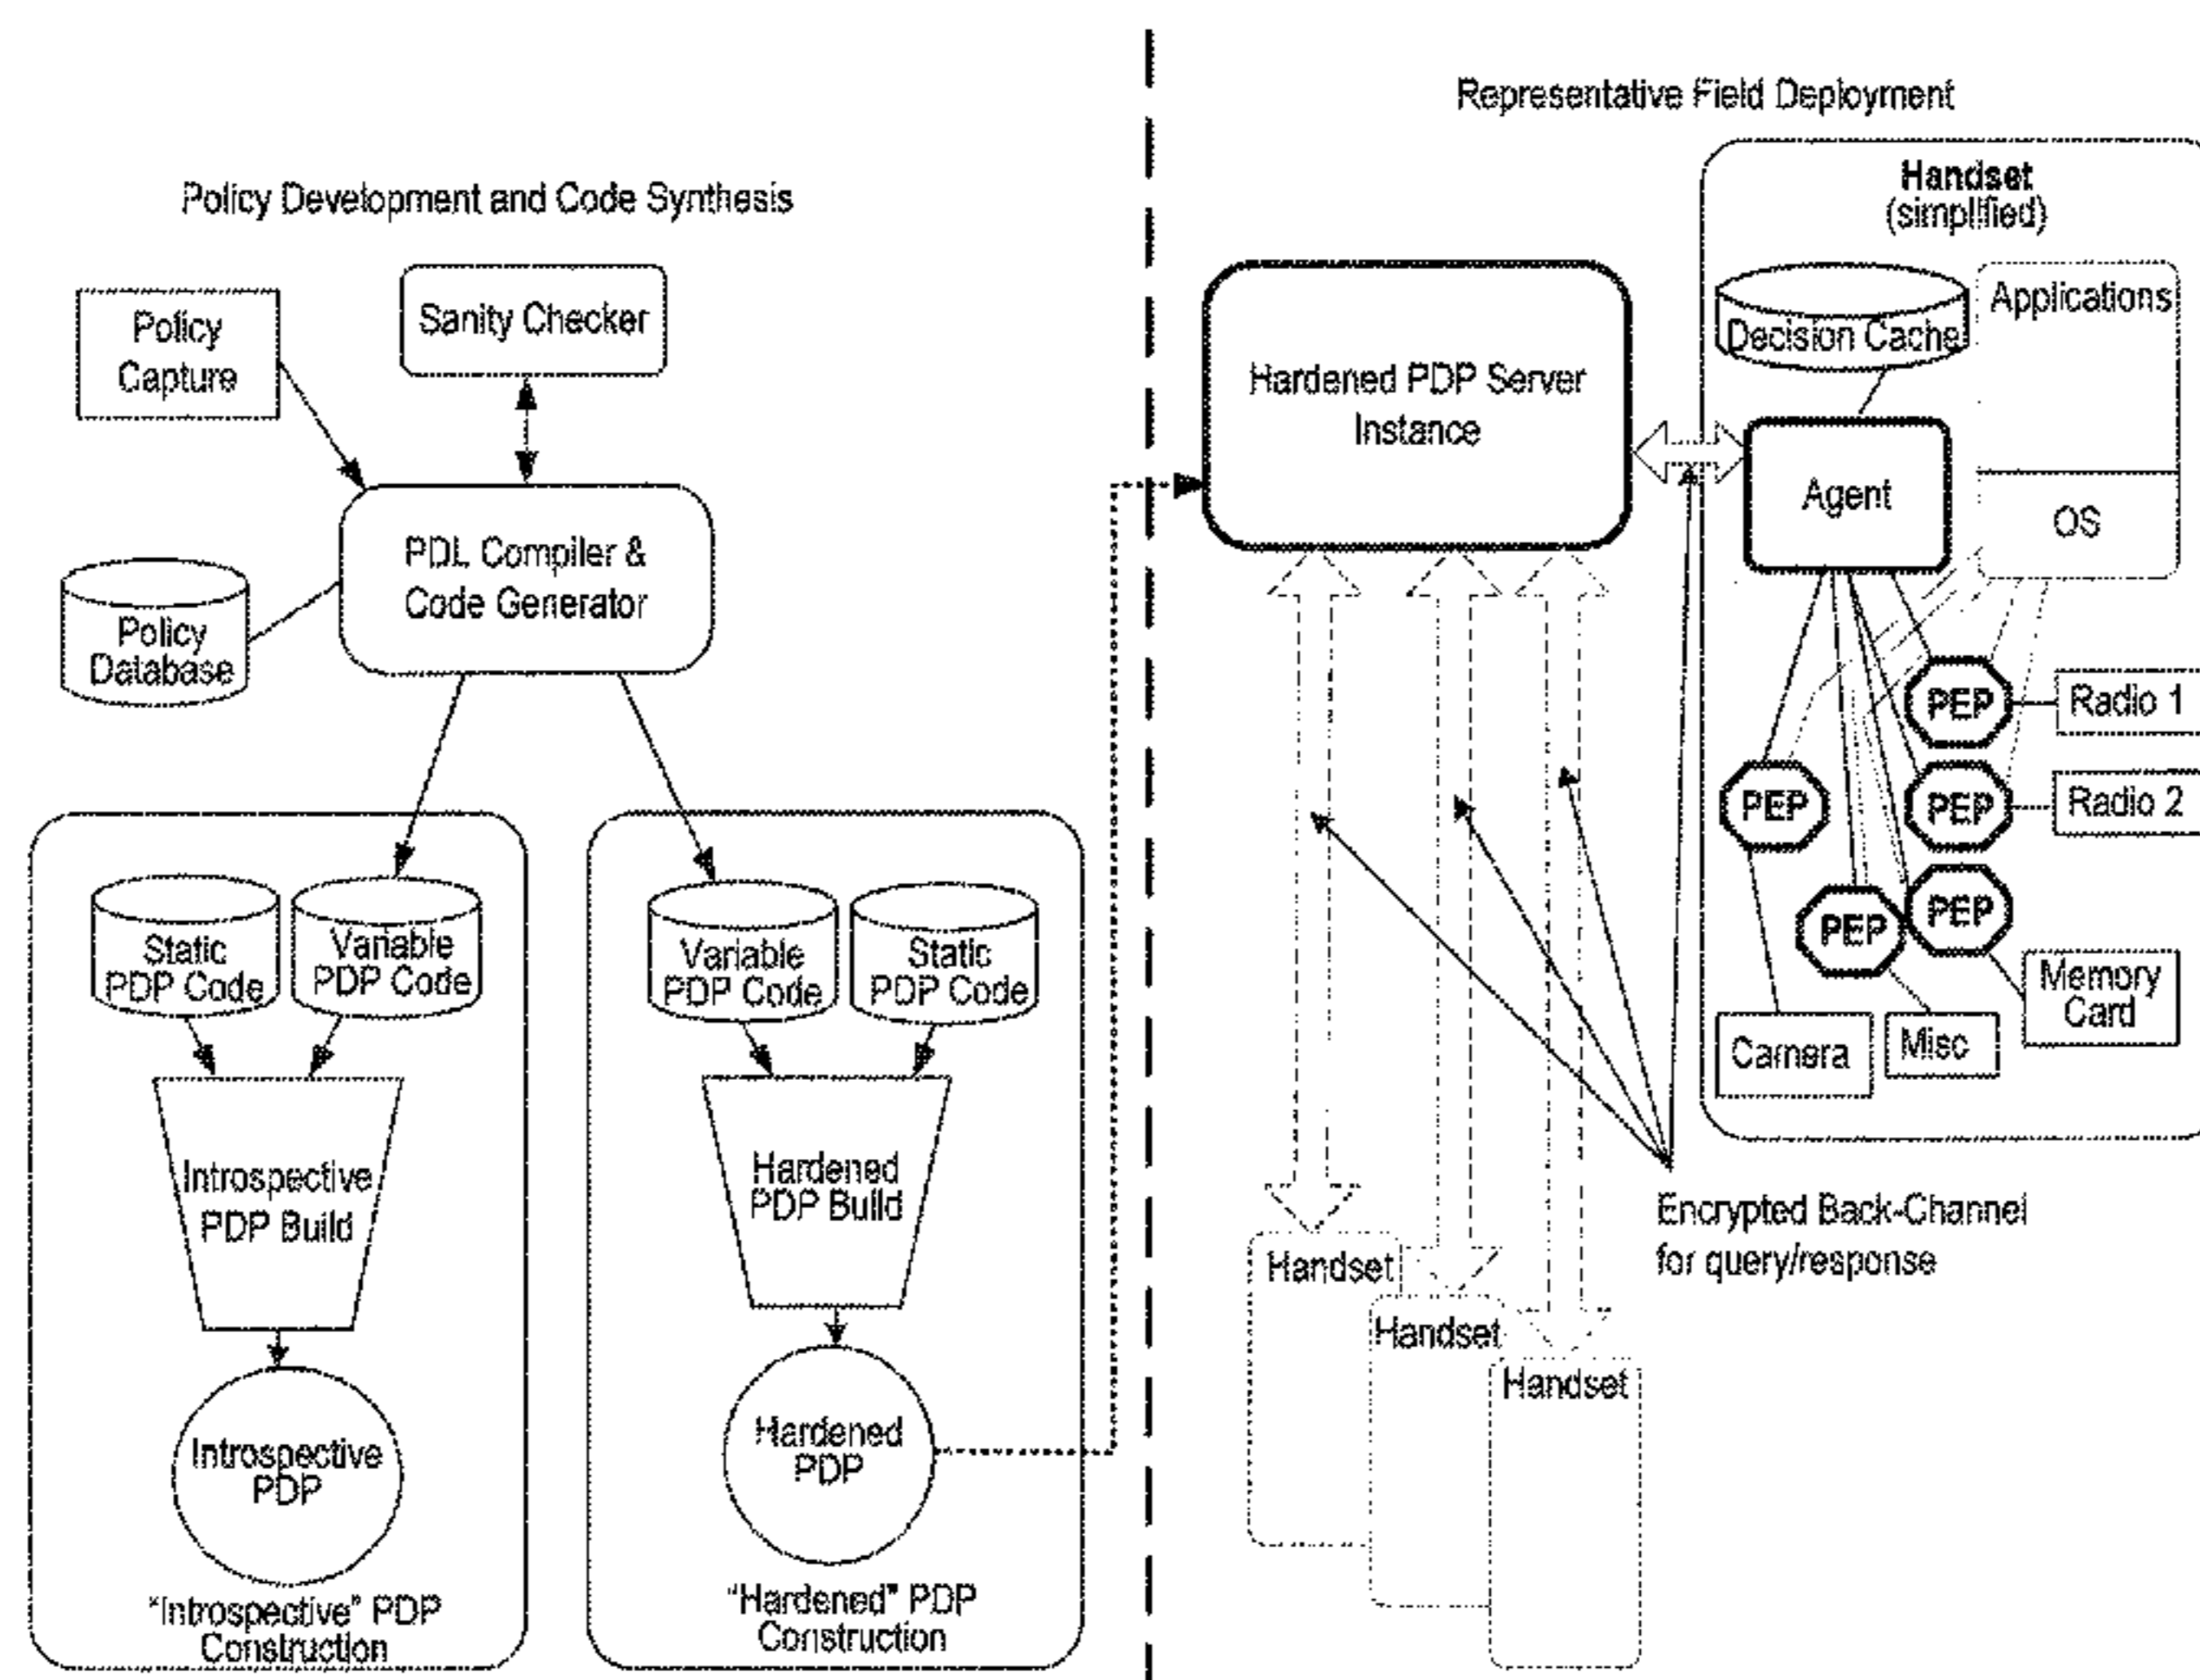 Policy Development and Code Synthesis
Policy
Capture
Sanity Checker
PDL Compiler &
Code Generator
Policy
Database
Static
PDP Code
Variable
PDP Code
Introspective
PDP Build
Introspective
PDP
"Introspective" PDP
Construction
Variable
PDP Code
Static
PDP Code
Hardened
PDP Build
Hardened
PDP
"Hardened" PDP
Construction
Representative Field Deployment
Hardened PDP Server
Instance
Handset
(simplified)
Decision Cache
Applications
Agent
OS
PEP
Radio 1
PEP
PEP
Radio 2
PEP
PEP
Memory
Card
Camera
Misc
Encrypted Back-Channel
for query/response
Handset
Handset
Handset